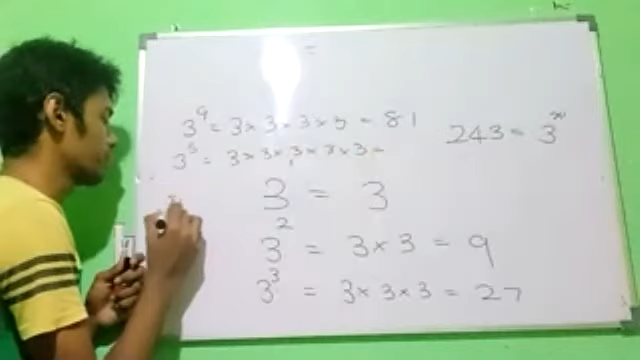 3⁴ = 3 × 3 × 3 × 3 = 81
3⁵ = 3 × 3 × 3 × 3 × 3 =
243 = 3ˣ
3 = 3
3² = 3 × 3 = 9
3³ = 3 × 3 × 3 = 27